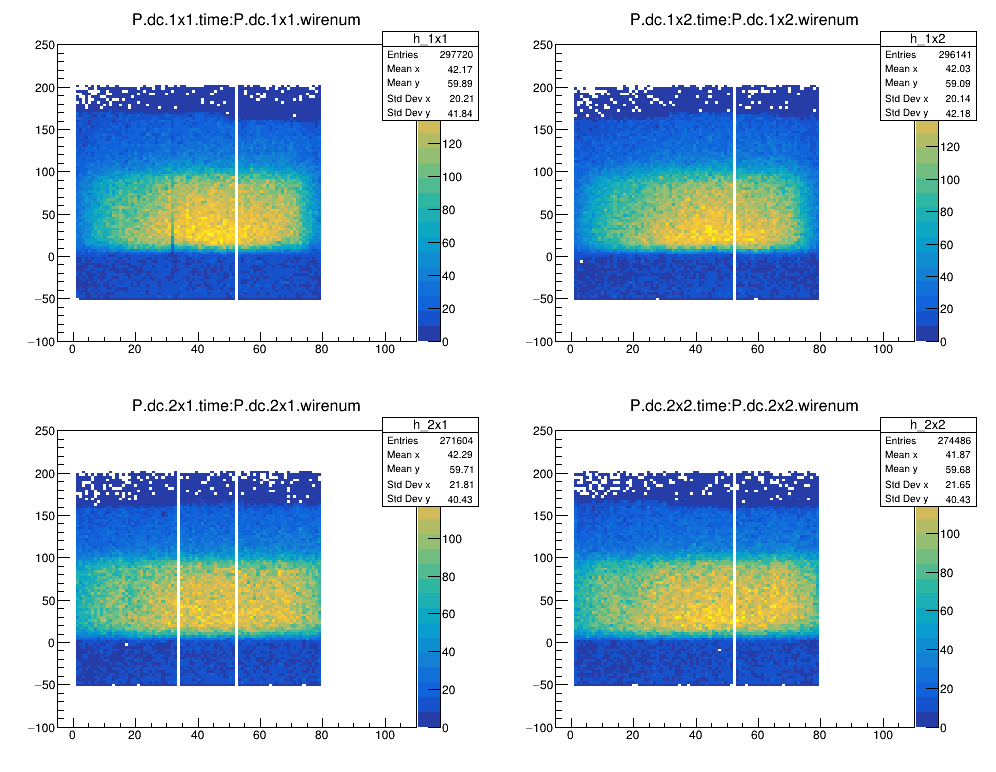 P.dc.1x1.time:P.dc.1x1.wirenum
h_1x1
Entries 297720
Mean x 42.17
Mean y 59.89
Std Dev x 20.21
Std Dev y 41.84
250
200
150
100
50
0
−50
−100
0 20 40 60 80 100
120
100
80
60
40
20
0
P.dc.1x2.time:P.dc.1x2.wirenum
h_1x2
Entries 296141
Mean x 42.03
Mean y 59.09
Std Dev x 20.14
Std Dev y 42.18
250
200
150
100
50
0
−50
−100
0 20 40 60 80 100
120
100
80
60
40
20
0
P.dc.2x1.time:P.dc.2x1.wirenum
h_2x1
Entries 271604
Mean x 42.29
Mean y 59.71
Std Dev x 21.81
Std Dev y 40.43
250
200
150
100
50
0
−50
−100
0 20 40 60 80 100
100
80
60
40
20
0
P.dc.2x2.time:P.dc.2x2.wirenum
h_2x2
Entries 274486
Mean x 41.87
Mean y 59.68
Std Dev x 21.65
Std Dev y 40.43
250
200
150
100
50
0
−50
−100
0 20 40 60 80 100
100
80
60
40
20
0